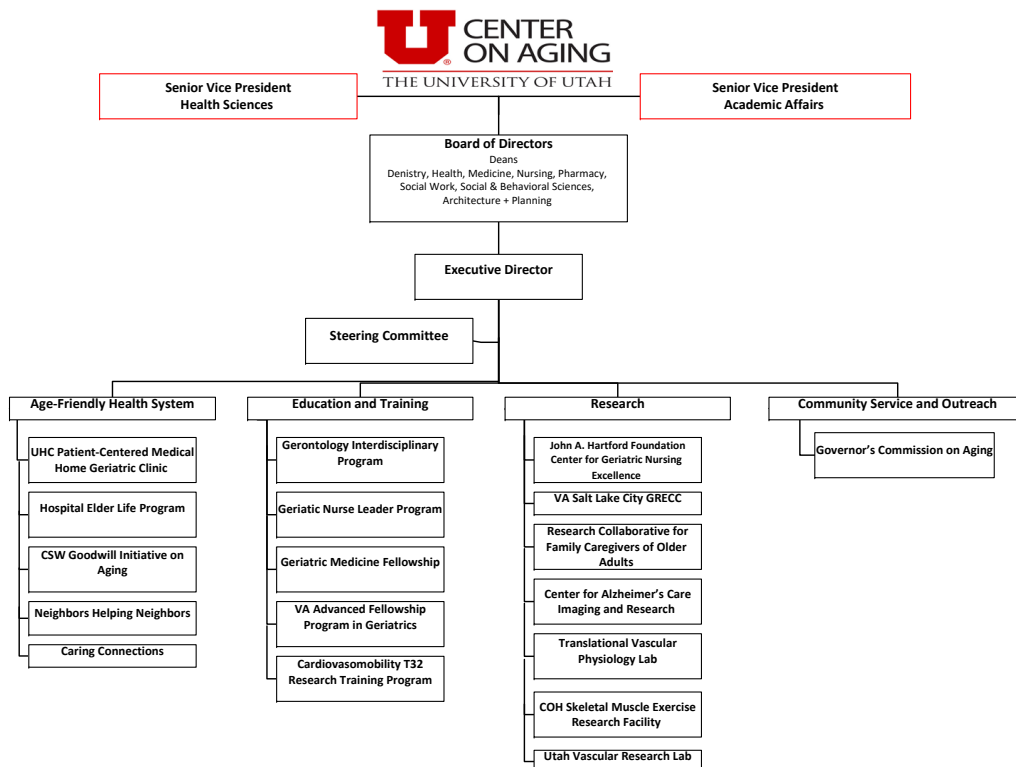 CENTER
ON AGING
THE UNIVERSITY OF UTAH
Senior Vice President
Health Sciences
Senior Vice President
Academic Affairs
Board of Directors
Deans
Denistry, Health, Medicine, Nursing, Pharmacy,
Social Work, Social & Behavioral Sciences,
Architecture + Planning
Executive Director
Steering Committee
Age-Friendly Health System
UHC Patient-Centered Medical
Home Geriatric Clinic
Hospital Elder Life Program
CSW Goodwill Initiative on
Aging
Neighbors Helping Neighbors
Caring Connections
Education and Training
Gerontology Interdisciplinary
Program
Geriatic Nurse Leader Program
Geriatric Medicine Fellowship
VA Advanced Fellowship
Program in Geriatrics
Cardiovasomobility T32
Research Training Program
Research
John A. Hartford Foundation
Center for Geriatric Nursing
Excellence
VA Salt Lake City GRECC
Research Collaborative for
Family Caregivers of Older
Adults
Center for Alzheimer's Care
Imaging and Research
Translational Vascular
Physiology Lab
COH Skeletal Muscle Exercise
Research Facility
Utah Vascular Research Lab
Community Service and Outreach
Governor's Commission on Aging